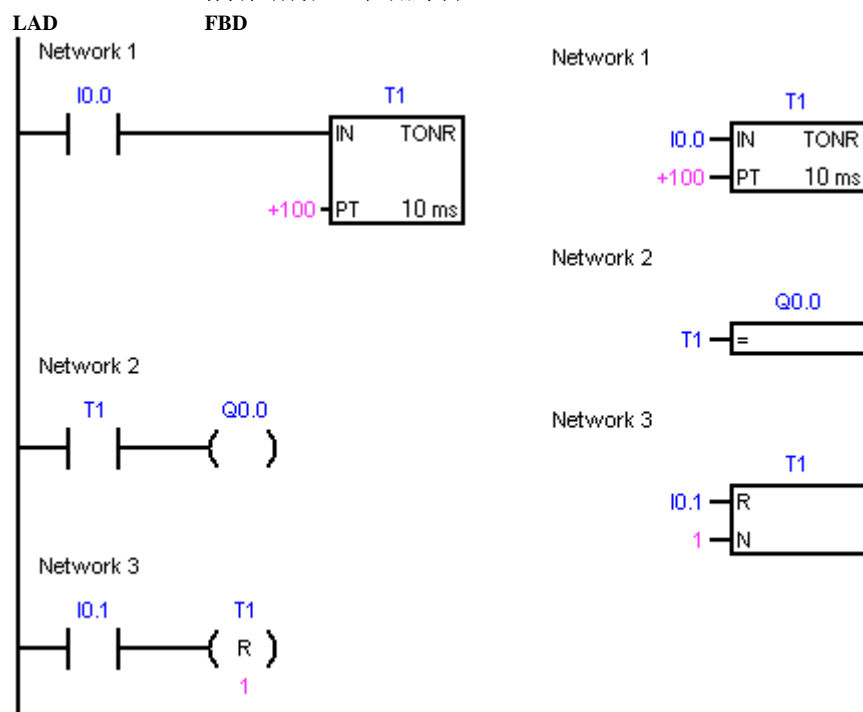 LAD FBD
Network 1
I0.0 T1
IN TONR
+100 PT 10 ms
Network 2
T1 Q0.0
Network 3
I0.1 T1
R
1
Network 1
T1
I0.0 IN TONR
+100 PT 10 ms
Network 2
Q0.0
T1 =
Network 3
T1
I0.1 R
1 N